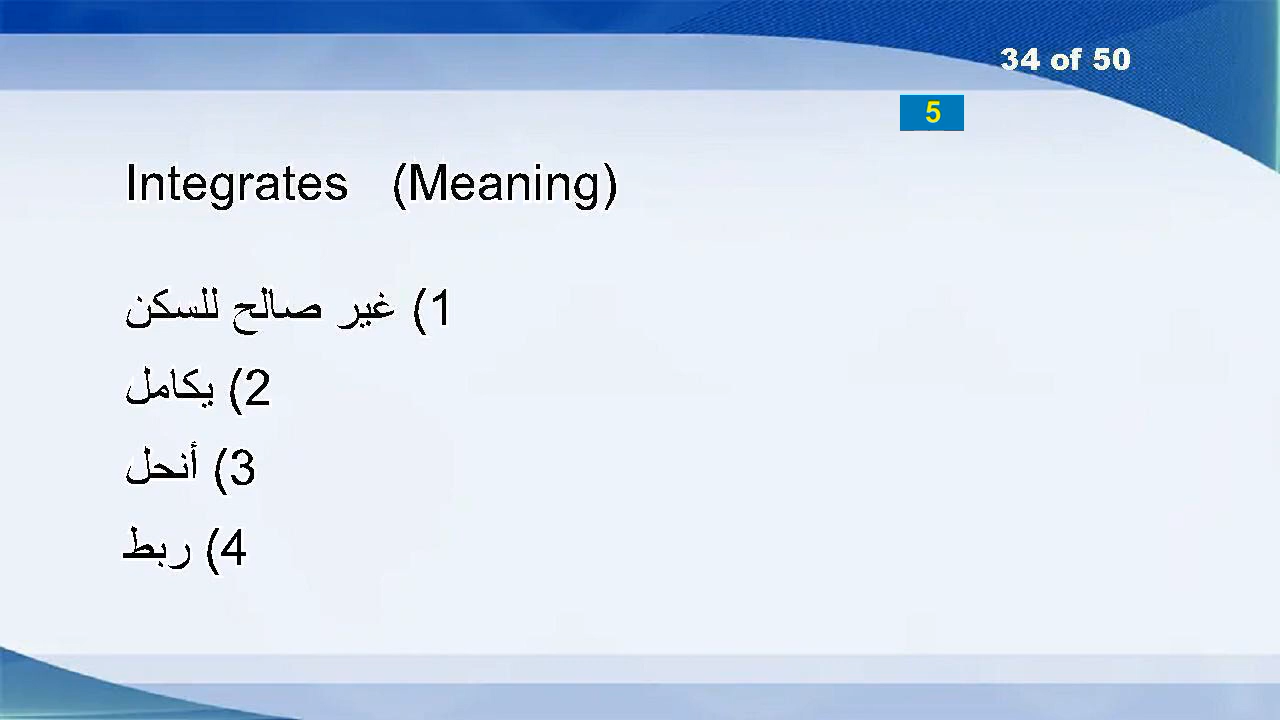 34 of 50
5
Integrates (Meaning)
1) غير صالح للسكن
2) يكامل
3) أنحل
4) ربط